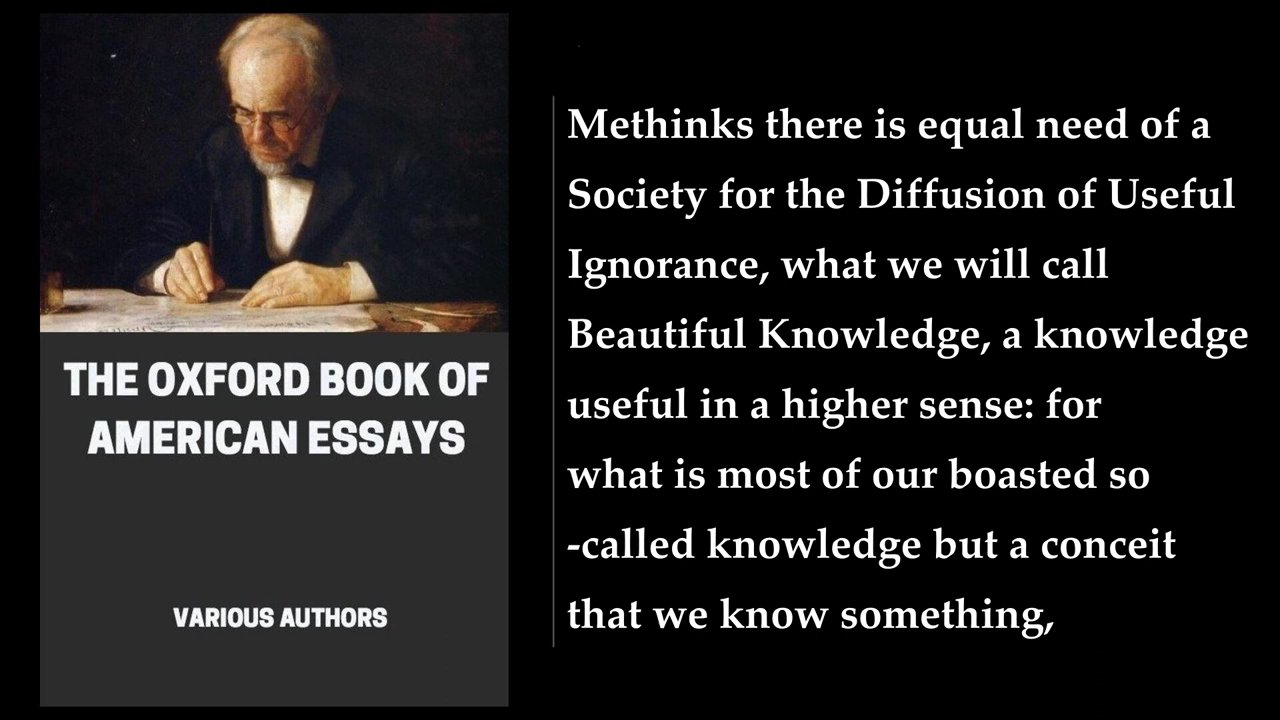 THE OXFORD BOOK OF
AMERICAN ESSAYS
VARIOUS AUTHORS
Methinks there is equal need of a
Society for the Diffusion of Useful
Ignorance, what we will call
Beautiful Knowledge, a knowledge
useful in a higher sense: for
what is most of our boasted so
-called knowledge but a conceit
that we know something,